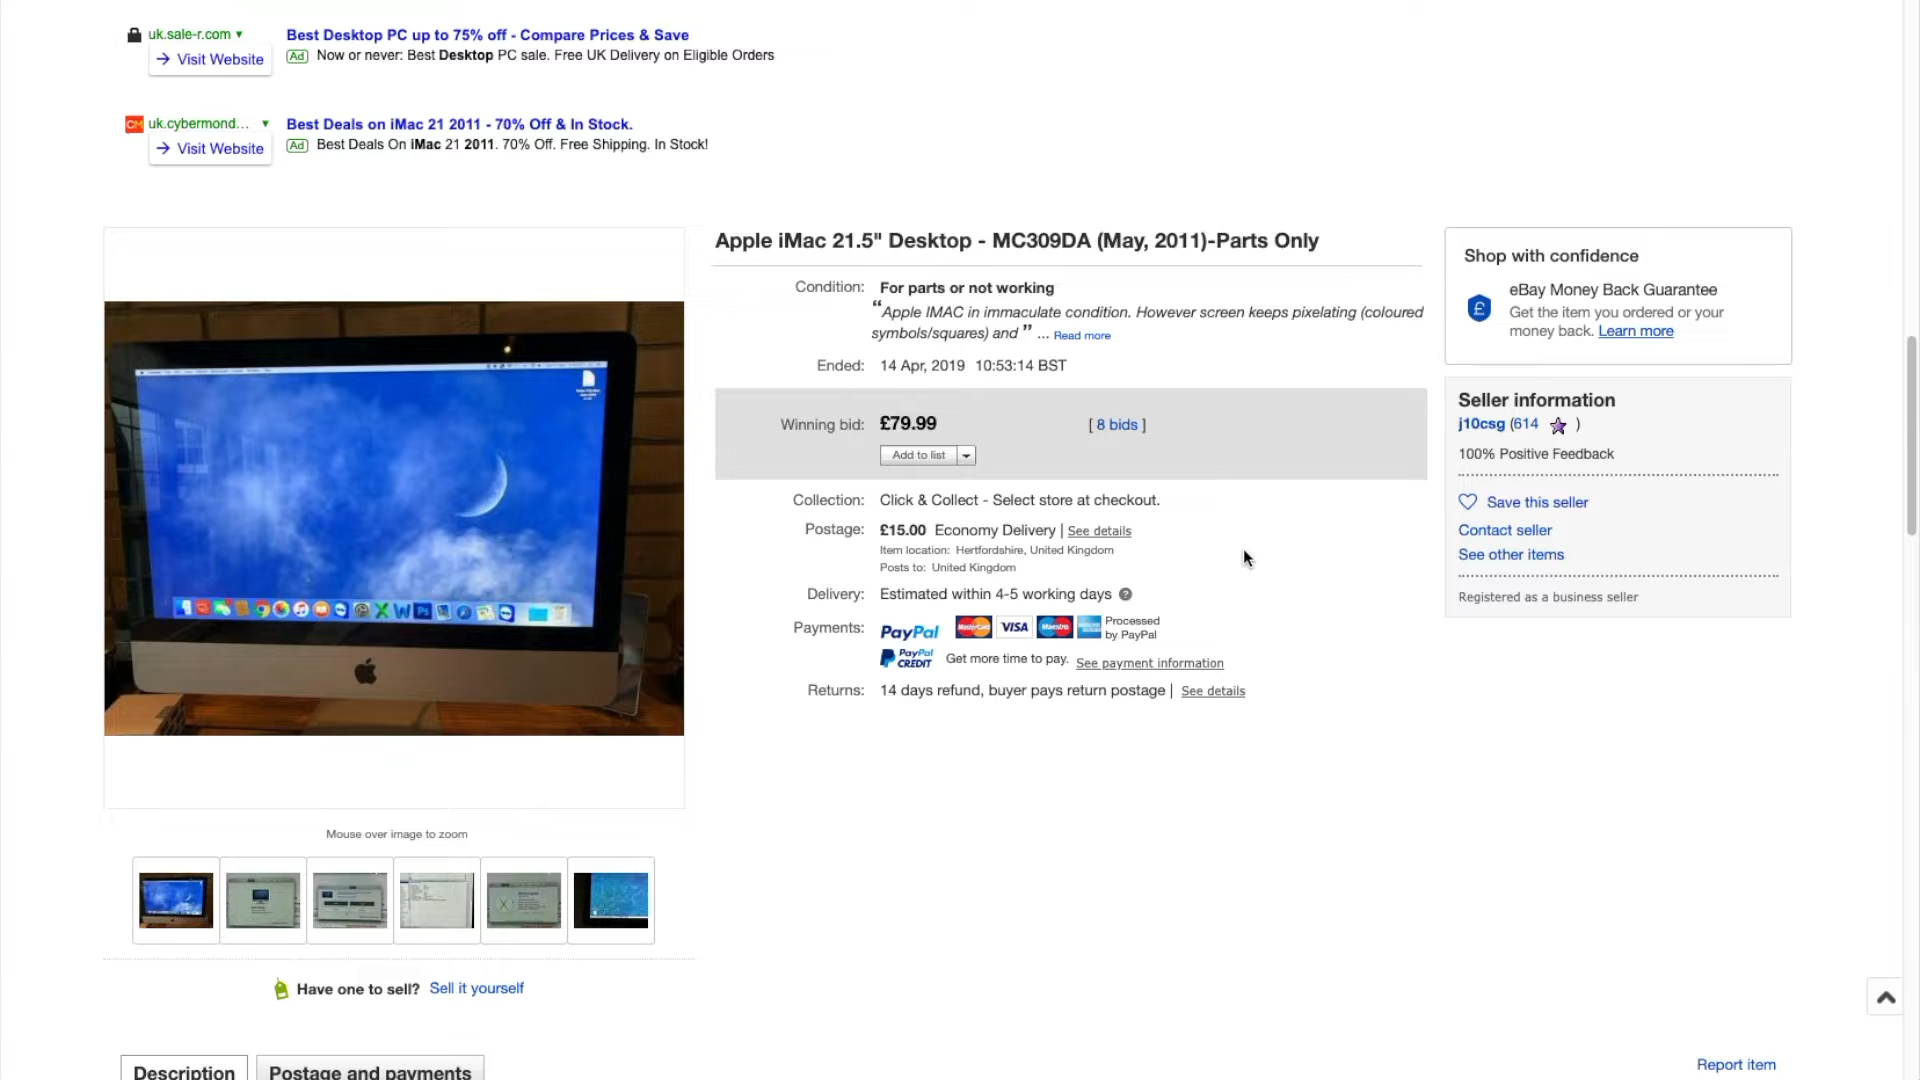 uk.sale-r.com ▾
Best Desktop PC up to 75% off - Compare Prices & Save
→ Visit Website
Ad Now or never: Best Desktop PC sale. Free UK Delivery on Eligible Orders
CM uk.cybermond... ▾
Best Deals on iMac 21 2011 - 70% Off & In Stock.
→ Visit Website
Ad Best Deals On iMac 21 2011. 70% Off. Free Shipping. In Stock!
Apple iMac 21.5" Desktop - MC309DA (May, 2011)-Parts Only
Condition: For parts or not working
“Apple IMAC in immaculate condition. However screen keeps pixelating (coloured
symbols/squares) and ” ... Read more
Ended: 14 Apr, 2019 10:53:14 BST
Winning bid: £79.99 [ 8 bids ]
Add to list
Collection: Click & Collect - Select store at checkout.
Postage: £15.00 Economy Delivery | See details
Item location: Hertfordshire, United Kingdom
Posts to: United Kingdom
Delivery: Estimated within 4-5 working days ?
Payments: PayPal MasterCard VISA Maestro Processed
by PayPal
PayPal
CREDIT Get more time to pay. See payment information
Returns: 14 days refund, buyer pays return postage | See details
Shop with confidence
£ eBay Money Back Guarantee
Get the item you ordered or your
money back. Learn more
Seller information
j10csg (614 )
100% Positive Feedback
Save this seller
Contact seller
See other items
Registered as a business seller
Mouse over image to zoom
Have one to sell? Sell it yourself
Description
Postage and payments
Report item